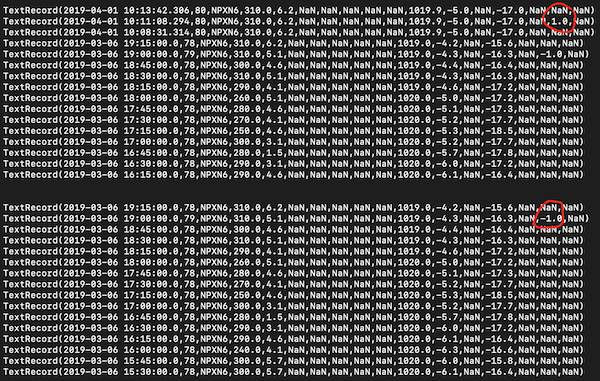 TextRecord(2019-04-01 10:13:42.306,80,NPXN6,310.0,6.2,NaN,NaN,NaN,NaN,NaN,1019.9,-5.0,NaN,-17.0,NaN,NaN,NaN)
TextRecord(2019-04-01 10:11:08.294,80,NPXN6,310.0,6.2,NaN,NaN,NaN,NaN,NaN,1019.9,-5.0,NaN,-17.0,NaN,1.0,NaN)
TextRecord(2019-04-01 10:08:31.314,80,NPXN6,310.0,6.2,NaN,NaN,NaN,NaN,NaN,1019.9,-5.0,NaN,-17.0,NaN,NaN,NaN)
TextRecord(2019-03-06 19:15:00.0,78,NPXN6,310.0,6.2,NaN,NaN,NaN,NaN,NaN,1019.0,-4.2,NaN,-15.6,NaN,NaN,NaN)
TextRecord(2019-03-06 19:00:00.0,79,NPXN6,310.0,5.1,NaN,NaN,NaN,NaN,NaN,1019.0,-4.3,NaN,-16.3,NaN,-1.0,NaN)
TextRecord(2019-03-06 18:45:00.0,78,NPXN6,300.0,4.6,NaN,NaN,NaN,NaN,NaN,1019.0,-4.4,NaN,-16.4,NaN,NaN,NaN)
TextRecord(2019-03-06 18:30:00.0,78,NPXN6,310.0,5.1,NaN,NaN,NaN,NaN,NaN,1019.0,-4.3,NaN,-16.3,NaN,NaN,NaN)
TextRecord(2019-03-06 18:15:00.0,78,NPXN6,290.0,4.1,NaN,NaN,NaN,NaN,NaN,1019.0,-4.6,NaN,-17.2,NaN,NaN,NaN)
TextRecord(2019-03-06 18:00:00.0,78,NPXN6,260.0,5.1,NaN,NaN,NaN,NaN,NaN,1020.0,-5.0,NaN,-17.2,NaN,NaN,NaN)
TextRecord(2019-03-06 17:45:00.0,78,NPXN6,280.0,4.6,NaN,NaN,NaN,NaN,NaN,1020.0,-5.1,NaN,-17.3,NaN,NaN,NaN)
TextRecord(2019-03-06 17:30:00.0,78,NPXN6,270.0,4.1,NaN,NaN,NaN,NaN,NaN,1020.0,-5.2,NaN,-17.7,NaN,NaN,NaN)
TextRecord(2019-03-06 17:15:00.0,78,NPXN6,250.0,4.6,NaN,NaN,NaN,NaN,NaN,1020.0,-5.3,NaN,-18.5,NaN,NaN,NaN)
TextRecord(2019-03-06 17:00:00.0,78,NPXN6,300.0,3.1,NaN,NaN,NaN,NaN,NaN,1020.0,-5.2,NaN,-17.7,NaN,NaN,NaN)
TextRecord(2019-03-06 16:45:00.0,78,NPXN6,280.0,1.5,NaN,NaN,NaN,NaN,NaN,1020.0,-5.7,NaN,-17.8,NaN,NaN,NaN)
TextRecord(2019-03-06 16:30:00.0,78,NPXN6,290.0,3.1,NaN,NaN,NaN,NaN,NaN,1020.0,-6.0,NaN,-17.2,NaN,NaN,NaN)
TextRecord(2019-03-06 16:15:00.0,78,NPXN6,290.0,4.6,NaN,NaN,NaN,NaN,NaN,1020.0,-6.1,NaN,-16.4,NaN,NaN,NaN)
TextRecord(2019-03-06 19:15:00.0,78,NPXN6,310.0,6.2,NaN,NaN,NaN,NaN,NaN,1019.0,-4.2,NaN,-15.6,NaN,NaN,NaN)
TextRecord(2019-03-06 19:00:00.0,79,NPXN6,310.0,5.1,NaN,NaN,NaN,NaN,NaN,1019.0,-4.3,NaN,-16.3,NaN,-1.0,NaN)
TextRecord(2019-03-06 18:45:00.0,78,NPXN6,300.0,4.6,NaN,NaN,NaN,NaN,NaN,1019.0,-4.4,NaN,-16.4,NaN,NaN,NaN)
TextRecord(2019-03-06 18:30:00.0,78,NPXN6,310.0,5.1,NaN,NaN,NaN,NaN,NaN,1019.0,-4.3,NaN,-16.3,NaN,NaN,NaN)
TextRecord(2019-03-06 18:15:00.0,78,NPXN6,290.0,4.1,NaN,NaN,NaN,NaN,NaN,1019.0,-4.6,NaN,-17.2,NaN,NaN,NaN)
TextRecord(2019-03-06 18:00:00.0,78,NPXN6,260.0,5.1,NaN,NaN,NaN,NaN,NaN,1020.0,-5.0,NaN,-17.2,NaN,NaN,NaN)
TextRecord(2019-03-06 17:45:00.0,78,NPXN6,280.0,4.6,NaN,NaN,NaN,NaN,NaN,1020.0,-5.1,NaN,-17.3,NaN,NaN,NaN)
TextRecord(2019-03-06 17:30:00.0,78,NPXN6,270.0,4.1,NaN,NaN,NaN,NaN,NaN,1020.0,-5.2,NaN,-17.7,NaN,NaN,NaN)
TextRecord(2019-03-06 17:15:00.0,78,NPXN6,250.0,4.6,NaN,NaN,NaN,NaN,NaN,1020.0,-5.3,NaN,-18.5,NaN,NaN,NaN)
TextRecord(2019-03-06 17:00:00.0,78,NPXN6,300.0,3.1,NaN,NaN,NaN,NaN,NaN,1020.0,-5.2,NaN,-17.7,NaN,NaN,NaN)
TextRecord(2019-03-06 16:45:00.0,78,NPXN6,280.0,1.5,NaN,NaN,NaN,NaN,NaN,1020.0,-5.7,NaN,-17.8,NaN,NaN,NaN)
TextRecord(2019-03-06 16:30:00.0,78,NPXN6,290.0,3.1,NaN,NaN,NaN,NaN,NaN,1020.0,-6.0,NaN,-17.2,NaN,NaN,NaN)
TextRecord(2019-03-06 16:15:00.0,78,NPXN6,290.0,4.6,NaN,NaN,NaN,NaN,NaN,1020.0,-6.1,NaN,-16.4,NaN,NaN,NaN)
TextRecord(2019-03-06 16:00:00.0,78,NPXN6,240.0,4.1,NaN,NaN,NaN,NaN,NaN,1020.0,-6.3,NaN,-16.6,NaN,NaN,NaN)
TextRecord(2019-03-06 15:45:00.0,78,NPXN6,300.0,5.7,NaN,NaN,NaN,NaN,NaN,1020.0,-6.0,NaN,-15.8,NaN,NaN,NaN)
TextRecord(2019-03-06 15:30:00.0,78,NPXN6,300.0,5.7,NaN,NaN,NaN,NaN,NaN,1021.0,-6.1,NaN,-16.4,NaN,NaN,NaN)